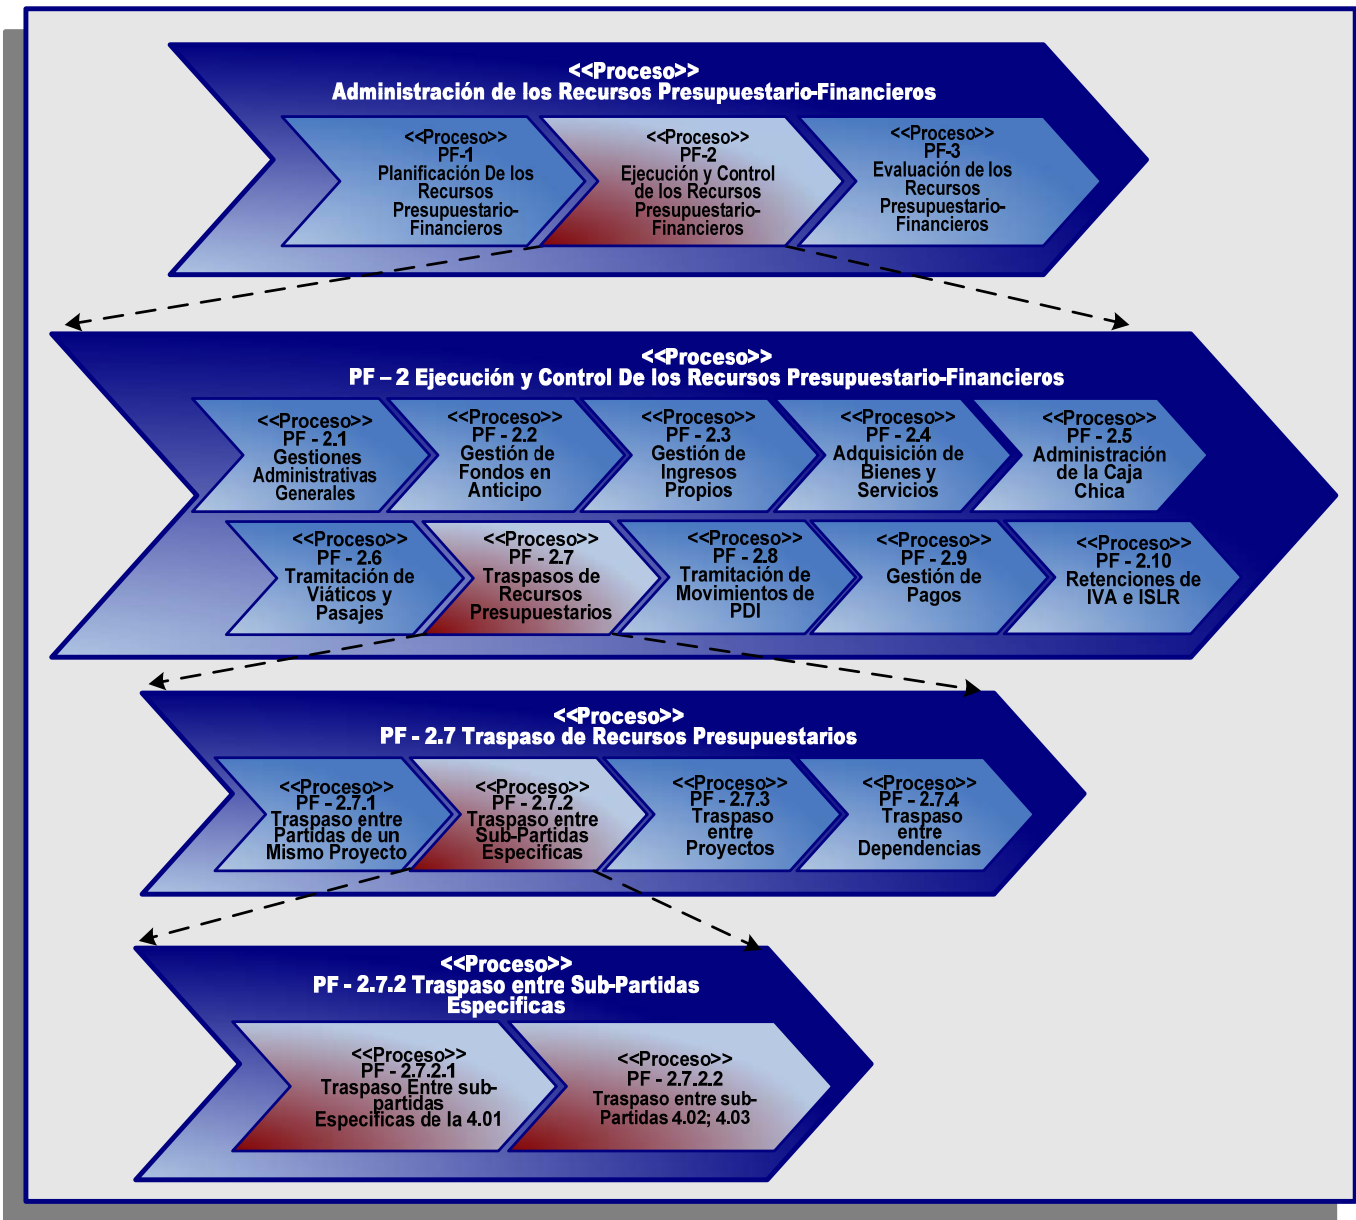 <<Proceso>>
Administración de los Recursos Presupuestario-Financieros
<<Proceso>>
PF-1
Planificación De los
Recursos
Presupuestario-
Financieros
<<Proceso>>
PF-2
Ejecución y Control
de los Recursos
Presupuestario-
Financieros
<<Proceso>>
PF-3
Evaluación de los
Recursos
Presupuestario-
Financieros
<<Proceso>>
PF – 2 Ejecución y Control De los Recursos Presupuestario-Financieros
<<Proceso>>
PF - 2.1
Gestiones
Administrativas
Generales
<<Proceso>>
PF - 2.2
Gestión de
Fondos en
Anticipo
<<Proceso>>
PF - 2.3
Gestión de
Ingresos
Propios
<<Proceso>>
PF - 2.4
Adquisición de
Bienes y
Servicios
<<Proceso>>
PF - 2.5
Administración
de la Caja
Chica
<<Proceso>>
PF - 2.6
Tramitación de
Viáticos y
Pasajes
<<Proceso>>
PF - 2.7
Traspasos de
Recursos
Presupuestarios
<<Proceso>>
PF - 2.8
Tramitación de
Movimientos de
PDI
<<Proceso>>
PF - 2.9
Gestión de
Pagos
<<Proceso>>
PF - 2.10
Retenciones de
IVA e ISLR
<<Proceso>>
PF - 2.7 Traspaso de Recursos Presupuestarios
<<Proceso>>
PF - 2.7.1
Traspaso entre
Partidas de un
Mismo Proyecto
<<Proceso>>
PF - 2.7.2
Traspaso entre
Sub-Partidas
Especificas
<<Proceso>>
PF - 2.7.3
Traspaso
entre
Proyectos
<<Proceso>>
PF - 2.7.4
Traspaso
entre
Dependencias
<<Proceso>>
PF - 2.7.2 Traspaso entre Sub-Partidas
Especificas
<<Proceso>>
PF - 2.7.2.1
Traspaso Entre sub-
partidas
Especificas de la 4.01
<<Proceso>>
PF - 2.7.2.2
Traspaso entre sub-
Partidas 4.02; 4.03